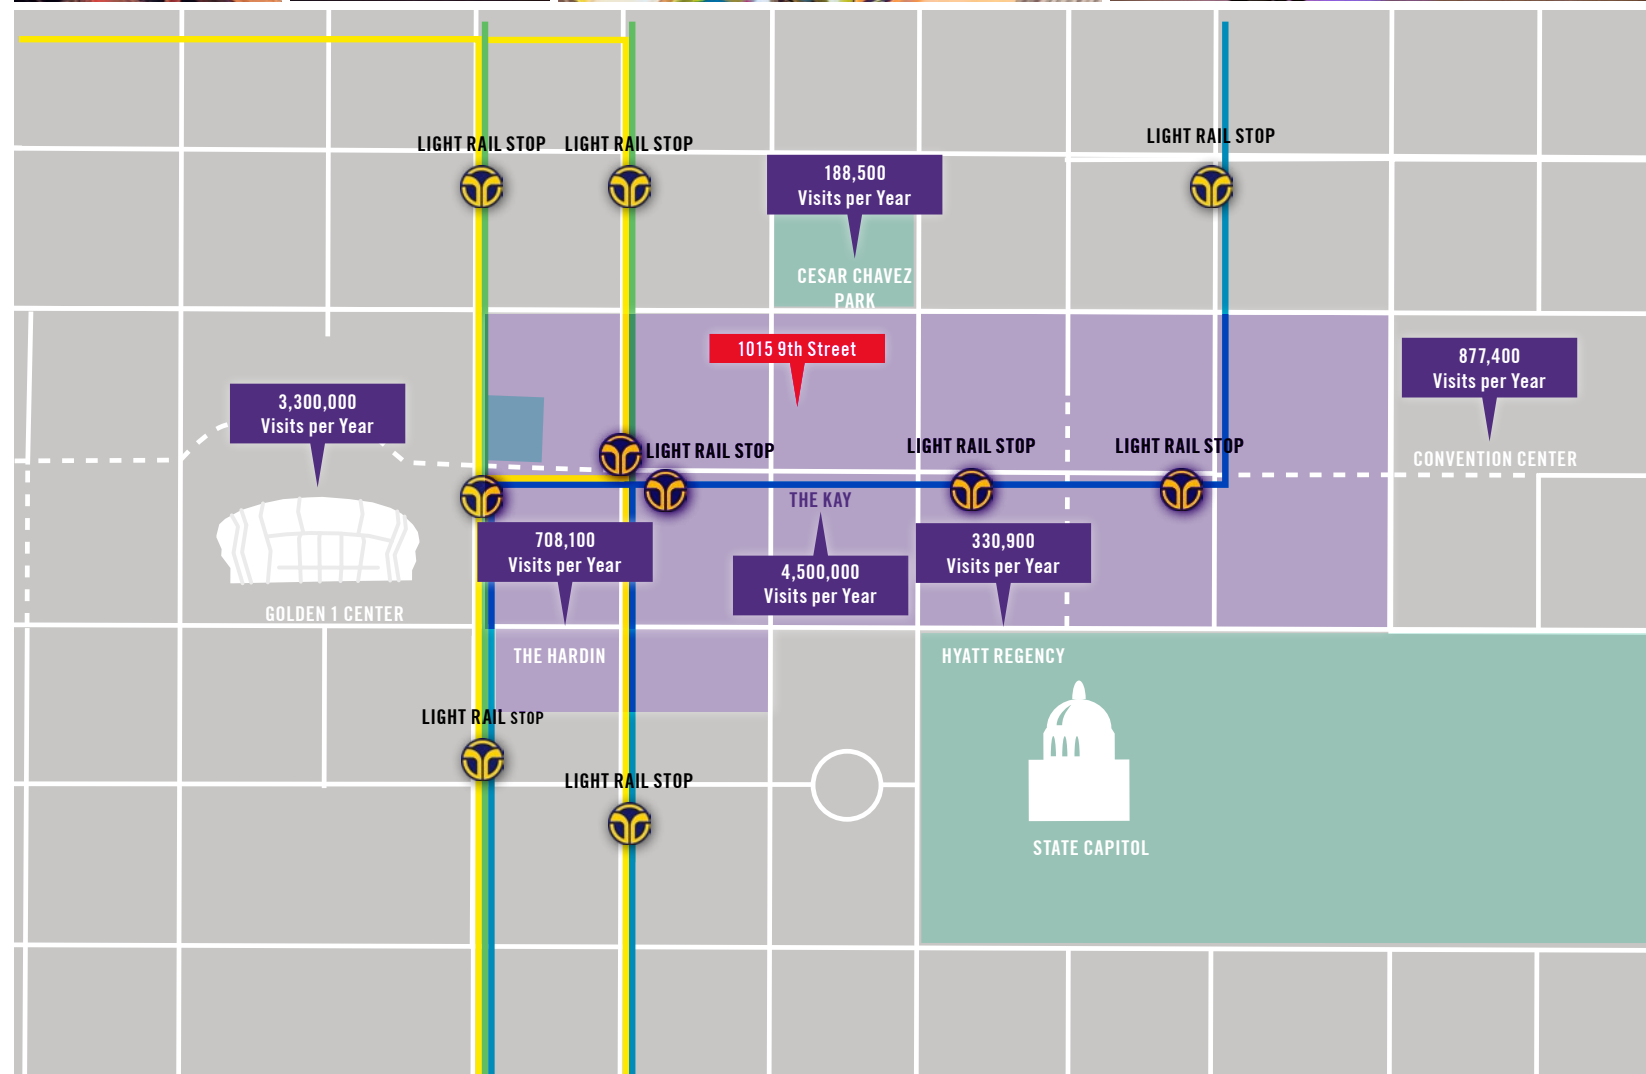 LIGHT RAIL STOP
LIGHT RAIL STOP
LIGHT RAIL STOP
188,500
Visits per Year
CESAR CHAVEZ
PARK
1015 9th Street
877,400
Visits per Year
3,300,000
Visits per Year
LIGHT RAIL STOP
LIGHT RAIL STOP
LIGHT RAIL STOP
CONVENTION CENTER
THE KAY
708,100
Visits per Year
330,900
Visits per Year
4,500,000
Visits per Year
GOLDEN 1 CENTER
THE HARDIN
HYATT REGENCY
LIGHT RAIL STOP
LIGHT RAIL STOP
STATE CAPITOL